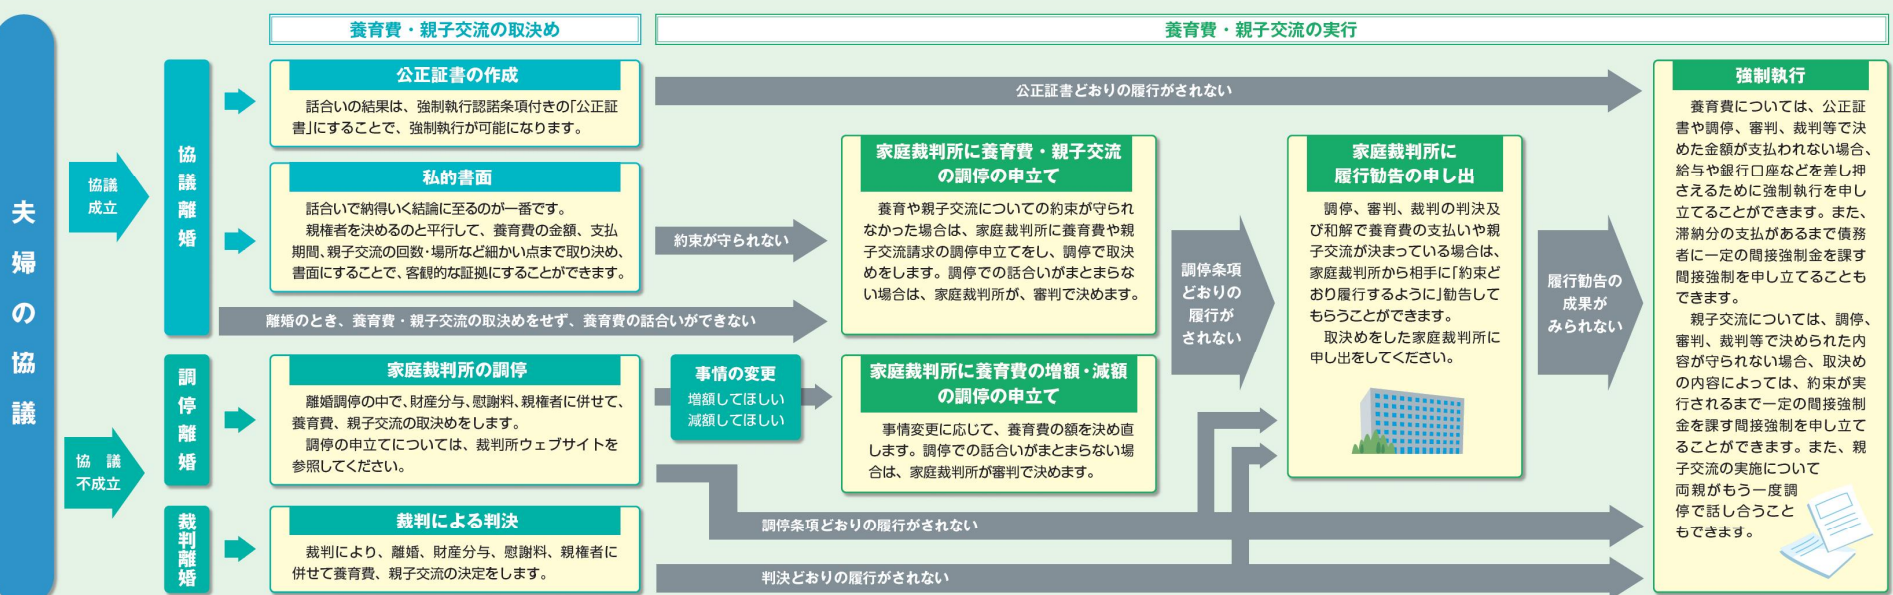 養育費・親子交流の取決め
養育費・親子交流の実行
夫婦の協議
協議
成立
協議離婚
公正証書の作成
話合いの結果は、強制執行認諾条項付きの「公正証
書」にすることで、強制執行が可能になります。
公正証書どおりの履行がされない
私的書面
話合いで納得いく結論に至るのが一番です。
親権者を決めるのと平行して、養育費の金額、支払
期間、親子交流の回数・場所など細かい点まで取り決め、
書面にすることで、客観的な証拠にすることができます。
約束が守られない
離婚のとき、養育費・親子交流の取決めをせず、養育費の話合いができない
家庭裁判所に養育費・親子交流
の調停の申立て
養育や親子交流についての約束が守られ
なかった場合は、家庭裁判所に養育費や親
子交流請求の調停申立てをし、調停で取決
めをします。調停での話合いがまとまらな
い場合は、家庭裁判所が、審判で決めます。
協議
不成立
調停離婚
家庭裁判所の調停
離婚調停の中で、財産分与、慰謝料、親権者に併せて、
養育費、親子交流の取決めをします。
調停の申立てについては、裁判所ウェブサイトを
参照してください。
事情の変更
増額してほしい
減額してほしい
家庭裁判所に養育費の増額・減額
の調停の申立て
事情変更に応じて、養育費の額を決め直
します。調停での話合いがまとまらない場
合は、家庭裁判所が審判で決めます。
調停条項
どおりの
履行が
されない
家庭裁判所に
履行勧告の申し出
調停、審判、裁判の判決及
び和解で養育費の支払いや親
子交流が決まっている場合は、
家庭裁判所から相手に「約束ど
おり履行するように」勧告して
もらうことができます。
取決めをした家庭裁判所に
申し出をしてください。
履行勧告の
成果が
みられない
裁判離婚
裁判による判決
裁判により、離婚、財産分与、慰謝料、親権者に
併せて養育費、親子交流の決定をします。
調停条項どおりの履行がされない
判決どおりの履行がされない
強制執行
養育費については、公正証
書や調停、審判、裁判等で決
めた金額が支払われない場合、
給与や銀行口座などを差し押
さえるために強制執行を申し
立てることができます。また、
滞納分の支払があるまで債務
者に一定の間接強制金を課す
間接強制を申し立てることも
できます。
親子交流については、調停、
審判、裁判等で決められた内
容が守られない場合、取決め
の内容によっては、約束が実
行されるまで一定の間接強制
金を課す間接強制を申し立て
ることができます。また、親
子交流の実施について
両親がもう一度調
停で話し合うこと
もできます。